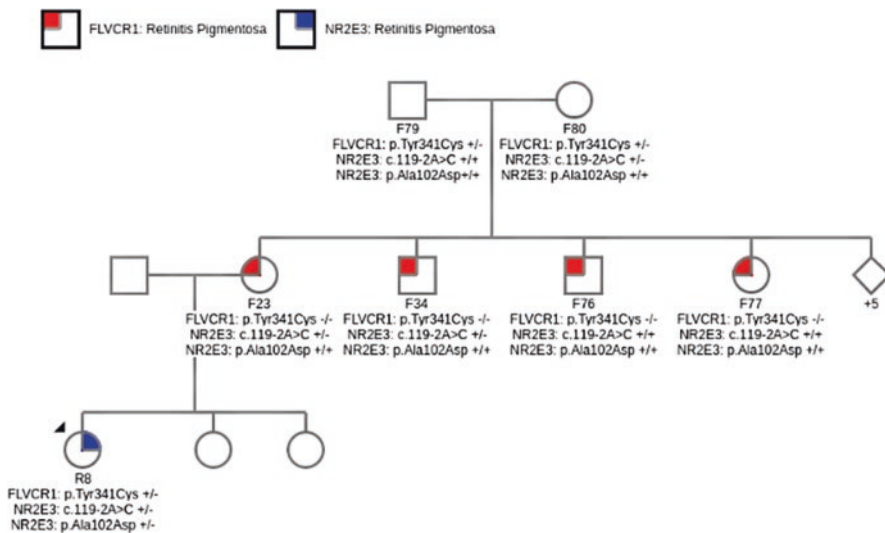 FLVCR1: Retinitis Pigmentosa
NR2E3: Retinitis Pigmentosa
F79
FLVCR1: p.Tyr341Cys +/-
NR2E3: c.119-2A>C +/+
NR2E3: p.Ala102Asp+/+
F80
FLVCR1: p.Tyr341Cys +/-
NR2E3: c.119-2A>C +/-
NR2E3: p.Ala102Asp +/+
F23
FLVCR1: p.Tyr341Cys -/-
NR2E3: c.119-2A>C +/-
NR2E3: p.Ala102Asp +/+
F34
FLVCR1: p.Tyr341Cys -/-
NR2E3: c.119-2A>C +/-
NR2E3: p.Ala102Asp +/+
F76
FLVCR1: p.Tyr341Cys -/-
NR2E3: c.119-2A>C +/+
NR2E3: p.Ala102Asp +/+
F77
FLVCR1: p.Tyr341Cys -/-
NR2E3: c.119-2A>C +/+
NR2E3: p.Ala102Asp +/+
+5
R8
FLVCR1: p.Tyr341Cys +/-
NR2E3: c.119-2A>C +/-
NR2E3: p.Ala102Asp +/-